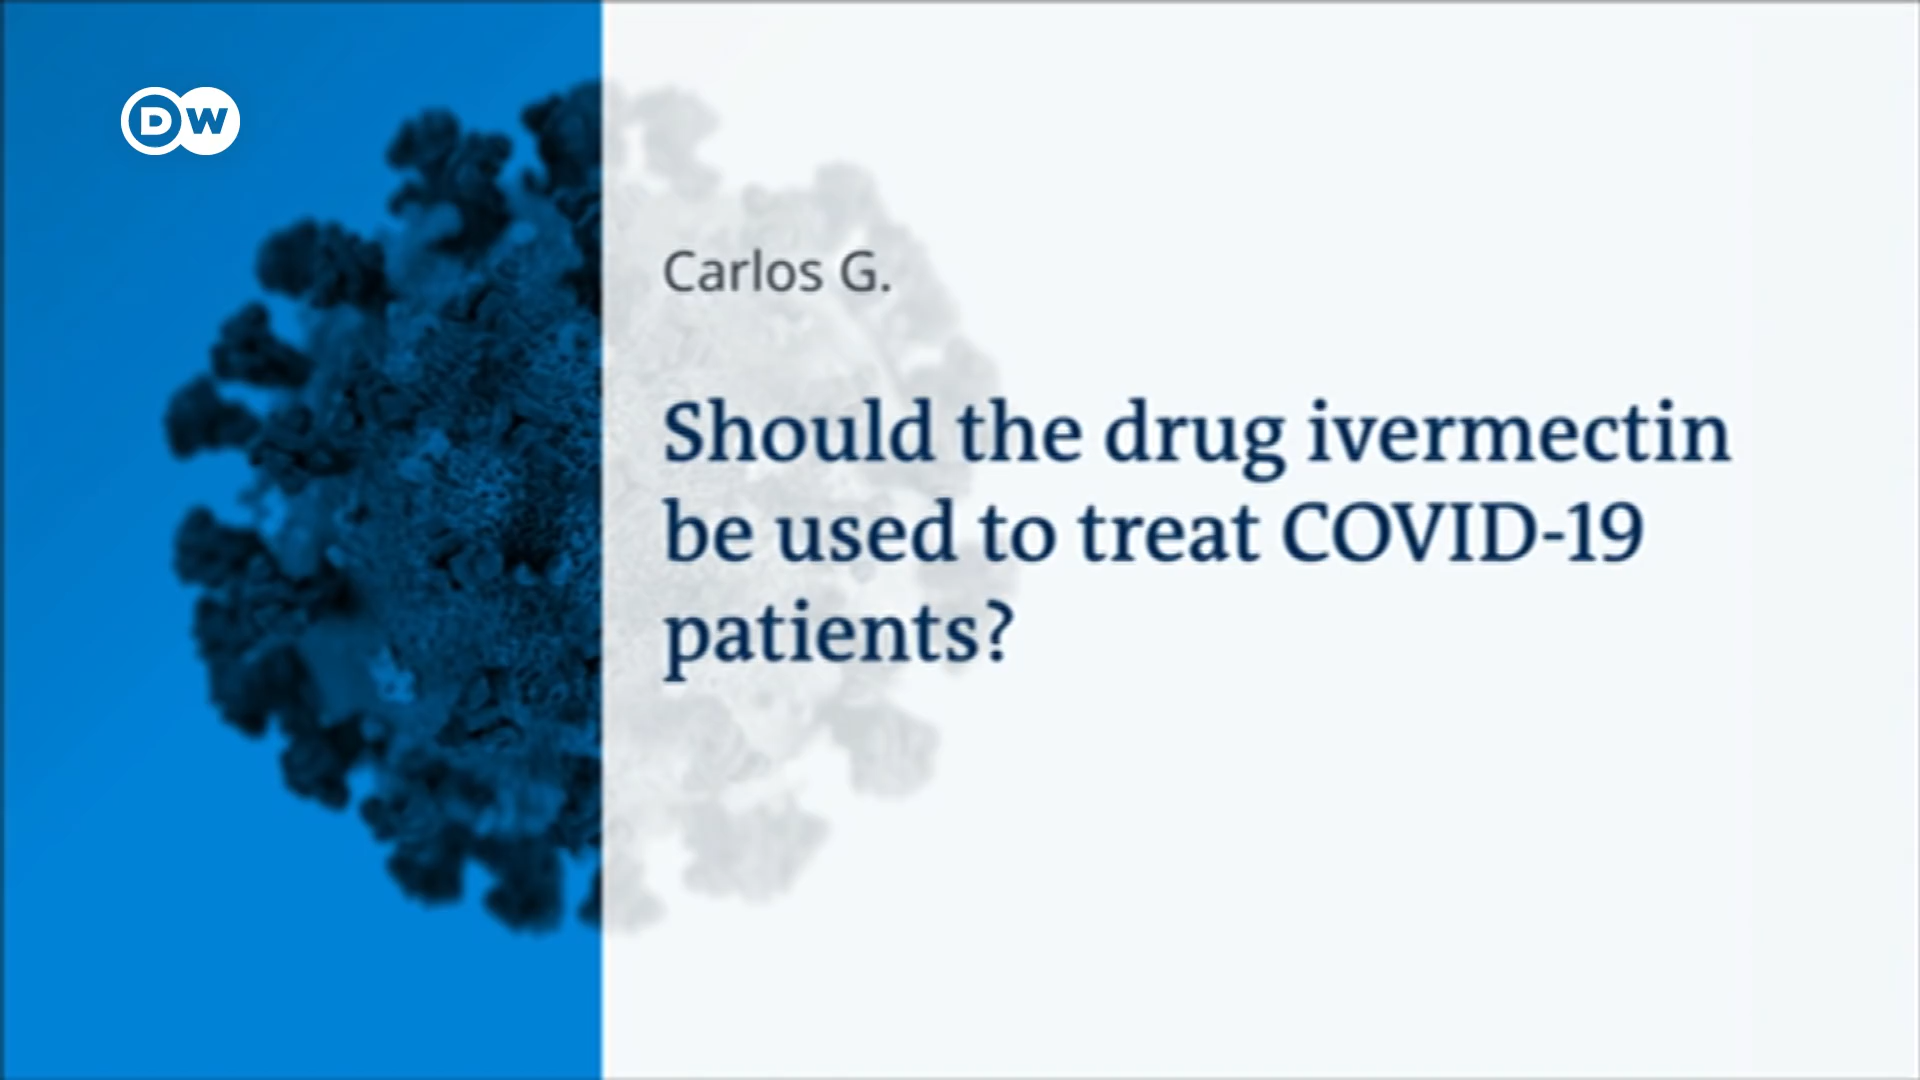 DW
Carlos G.
Should the drug ivermectin
be used to treat COVID-19
patients?